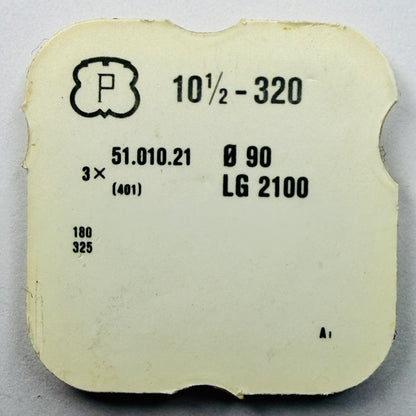 P 10½ - 320
3× 51.010.21 Ø 90
(401) LG 2100
180
325
A1